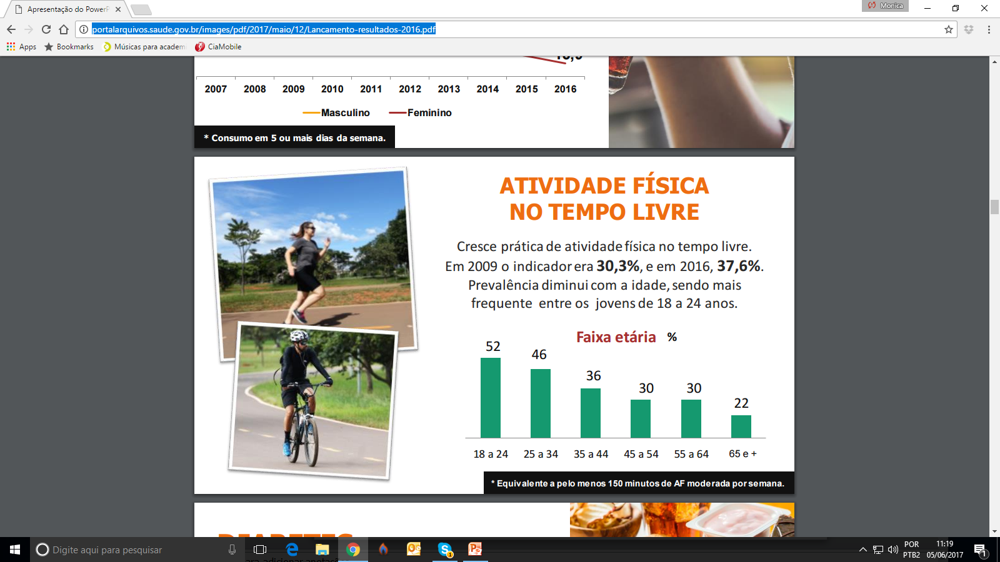 Apresentação do PowerP
Monica
portalarquivos.saude.gov.br/images/pdf/2017/maio/12/Lancamento-resultados-2016.pdf
Apps Bookmarks Músicas para academ CiaMobile
2007 2008 2009 2010 2011 2012 2013 2014 2015 2016
Masculino Feminino
* Consumo em 5 ou mais dias da semana.
ATIVIDADE FÍSICA
NO TEMPO LIVRE
Cresce prática de atividade física no tempo livre.
Em 2009 o indicador era 30,3%, e em 2016, 37,6%.
Prevalência diminui com a idade, sendo mais
frequente entre os jovens de 18 a 24 anos.
Faixa etária %
52 46 36 30 30 22
18 a 24 25 a 34 35 a 44 45 a 54 55 a 64 65 e +
* Equivalente a pelo menos 150 minutos de AF moderada por semana.
DIABETES
Digite aqui para pesquisar
1
POR 11:19
PTB2 05/06/2017
1